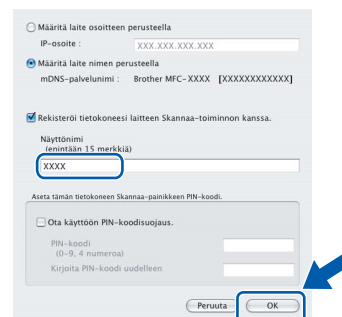 Määritä laite osoitteen perusteella
IP-osoite : XXX.XXX.XXX.XXX
Määritä laite nimen perusteella
mDNS-palvelunimi : Brother MFC-XXXX [XXXXXXXXXXXX]
Rekisteröi tietokoneesi laitteen Skannaa-toiminnon kanssa.
Näyttönimi
(enintään 15 merkkiä)
XXXX
Aseta tämän tietokoneen Skannaa-painikkeen PIN-koodi.
Ota käyttöön PIN-koodisuojaus.
PIN-koodi
(0-9, 4 numeroa)
Kirjoita PIN-koodi uudelleen
Peruuta OK